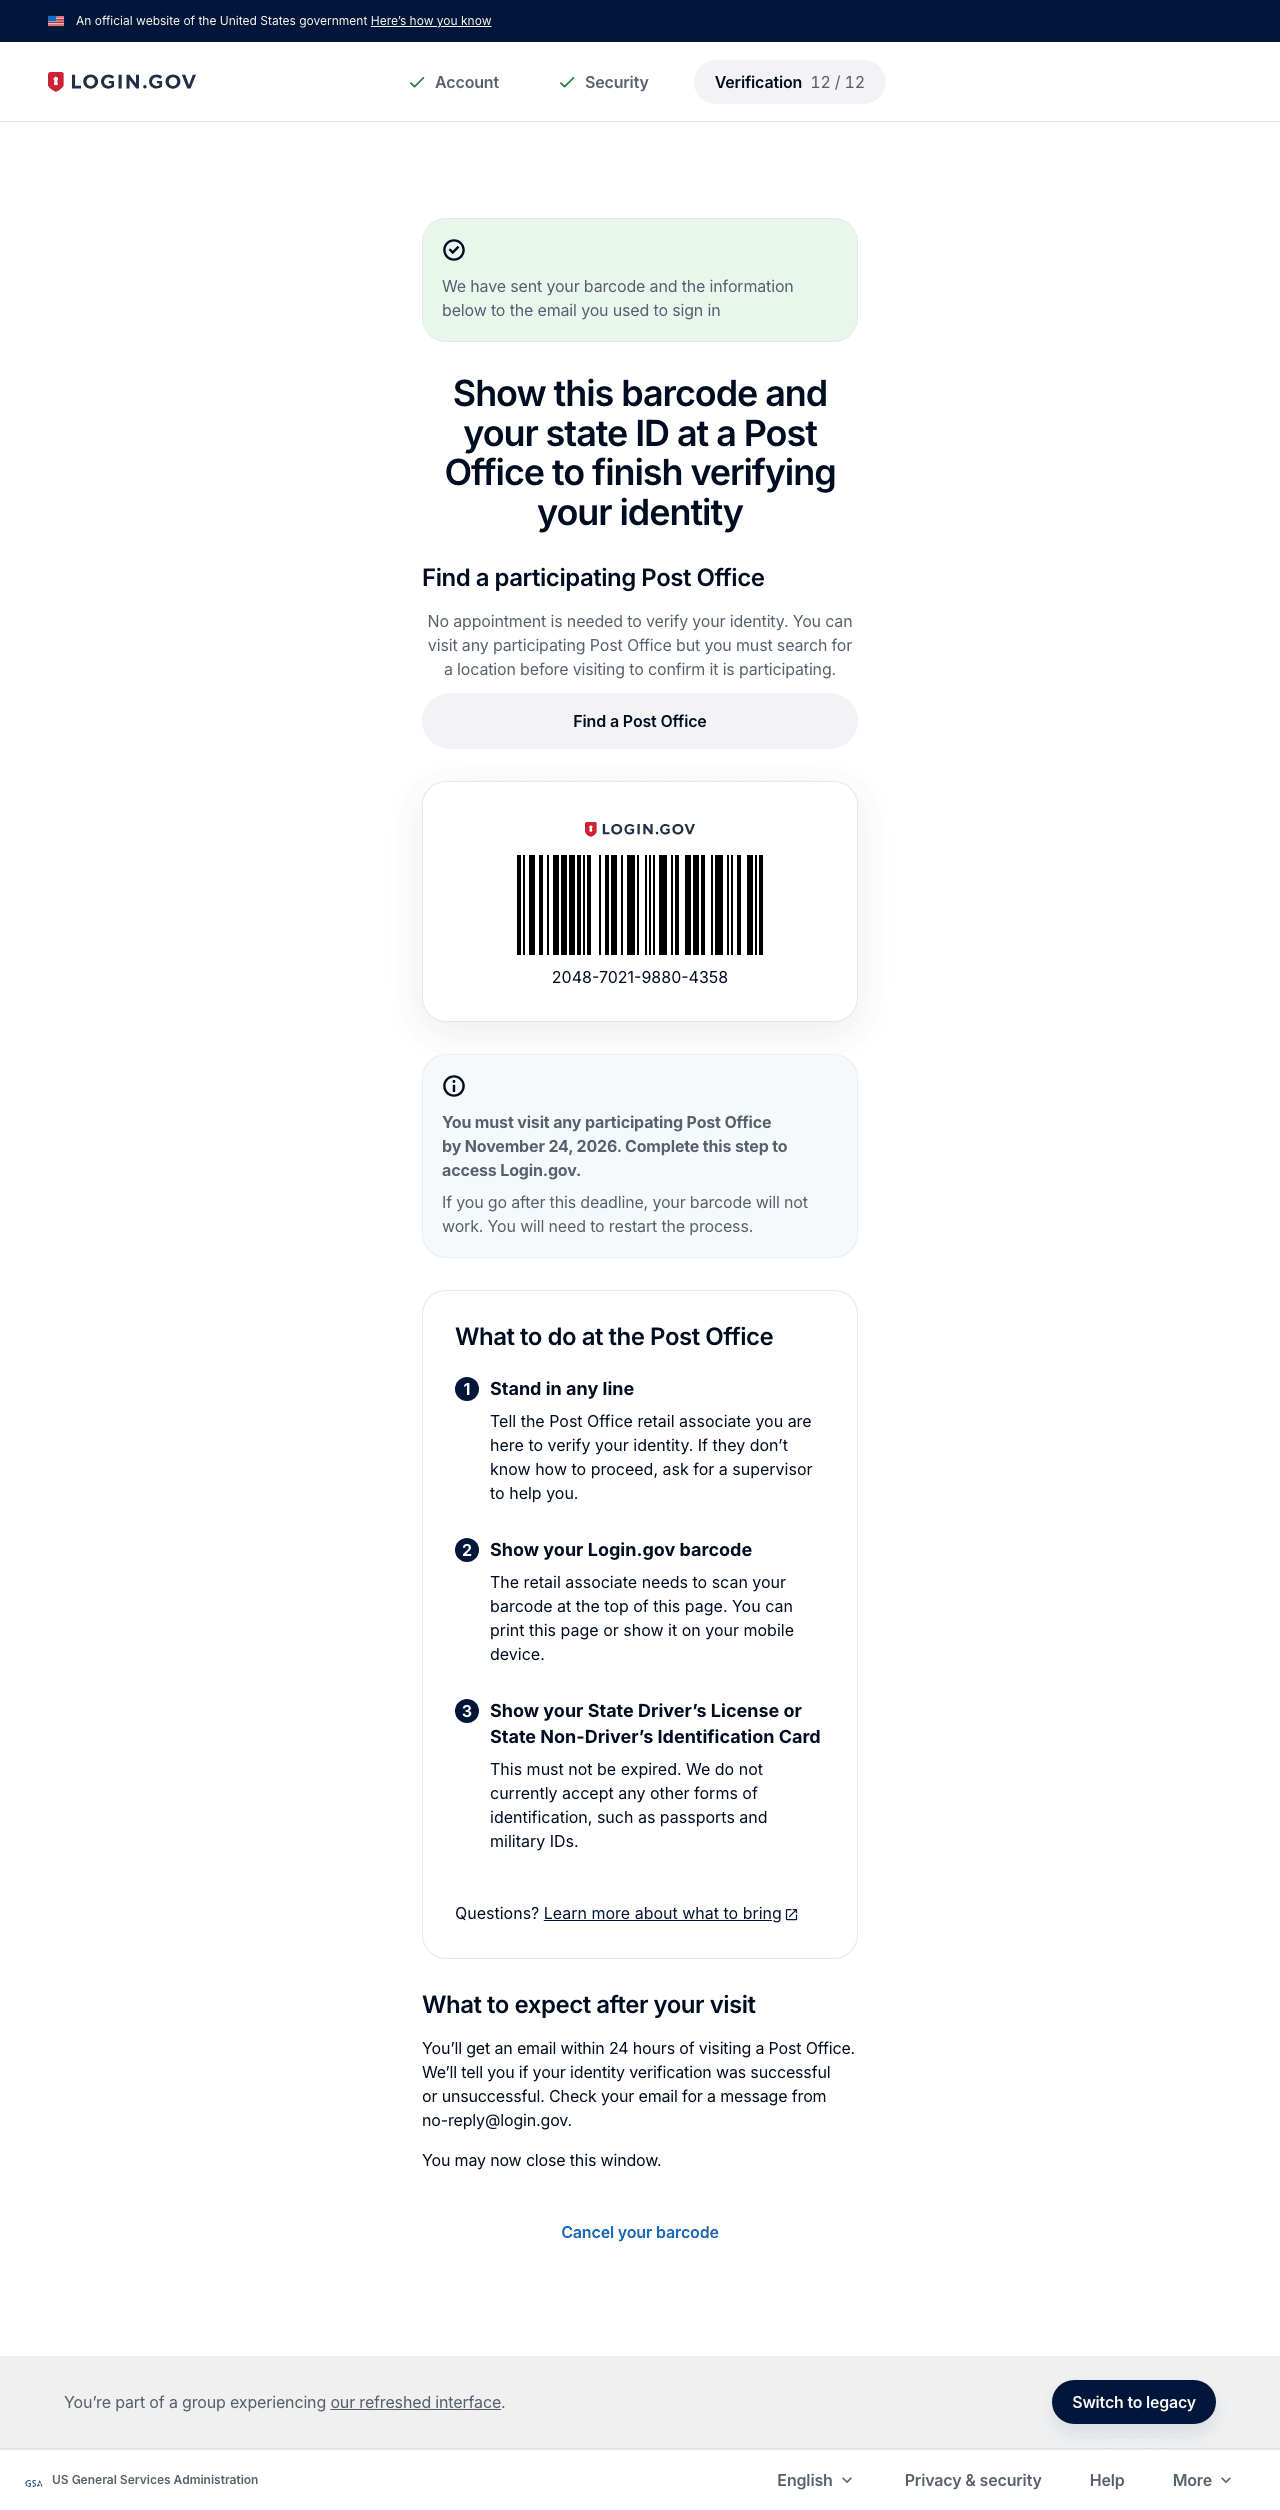 An official website of the United States government Here’s how you know
LOGIN.GOV
Account
Security
Verification 12 / 12
We have sent your barcode and the information
below to the email you used to sign in
Show this barcode and
your state ID at a Post
Office to finish verifying
your identity
Find a participating Post Office
No appointment is needed to verify your identity. You can
visit any participating Post Office but you must search for
a location before visiting to confirm it is participating.
Find a Post Office
LOGIN.GOV
2048-7021-9880-4358
You must visit any participating Post Office
by November 24, 2026. Complete this step to
access Login.gov.
If you go after this deadline, your barcode will not
work. You will need to restart the process.
What to do at the Post Office
1 Stand in any line
Tell the Post Office retail associate you are
here to verify your identity. If they don’t
know how to proceed, ask for a supervisor
to help you.
2 Show your Login.gov barcode
The retail associate needs to scan your
barcode at the top of this page. You can
print this page or show it on your mobile
device.
3 Show your State Driver’s License or
State Non-Driver’s Identification Card
This must not be expired. We do not
currently accept any other forms of
identification, such as passports and
military IDs.
Questions? Learn more about what to bring
What to expect after your visit
You’ll get an email within 24 hours of visiting a Post Office.
We’ll tell you if your identity verification was successful
or unsuccessful. Check your email for a message from
no-reply@login.gov.
You may now close this window.
Cancel your barcode
You’re part of a group experiencing our refreshed interface.
Switch to legacy
GSA US General Services Administration
English
Privacy & security
Help
More